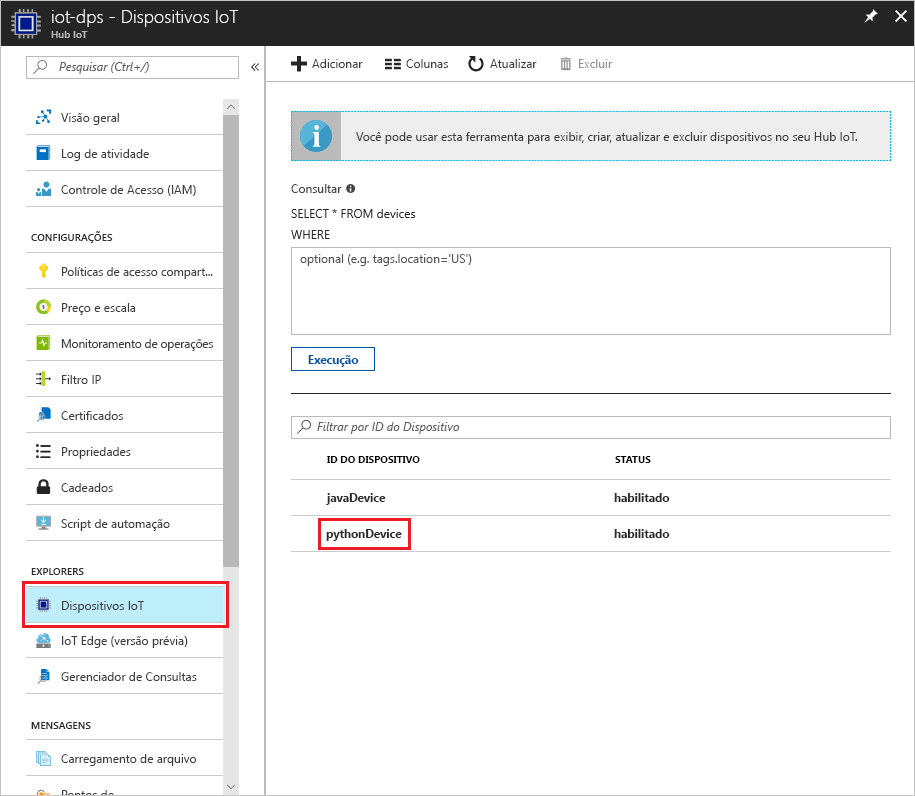 iot-dps - Dispositivos IoT
Hub IoT
Pesquisar (Ctrl+/)
Visão geral
Log de atividade
Controle de Acesso (IAM)
CONFIGURAÇÕES
Políticas de acesso compart...
Preço e escala
Monitoramento de operações
Filtro IP
Certificados
Propriedades
Cadeados
Script de automação
EXPLORERS
Dispositivos IoT
IoT Edge (versão prévia)
Gerenciador de Consultas
MENSAGENS
Carregamento de arquivo
Pontos de
Adicionar Colunas Atualizar Excluir
Você pode usar esta ferramenta para exibir, criar, atualizar e excluir dispositivos no seu Hub IoT.
Consultar
SELECT * FROM devices
WHERE
optional (e.g. tags.location='US')
Execução
Filtrar por ID do Dispositivo
ID DO DISPOSITIVO STATUS
javaDevice habilitado
pythonDevice habilitado